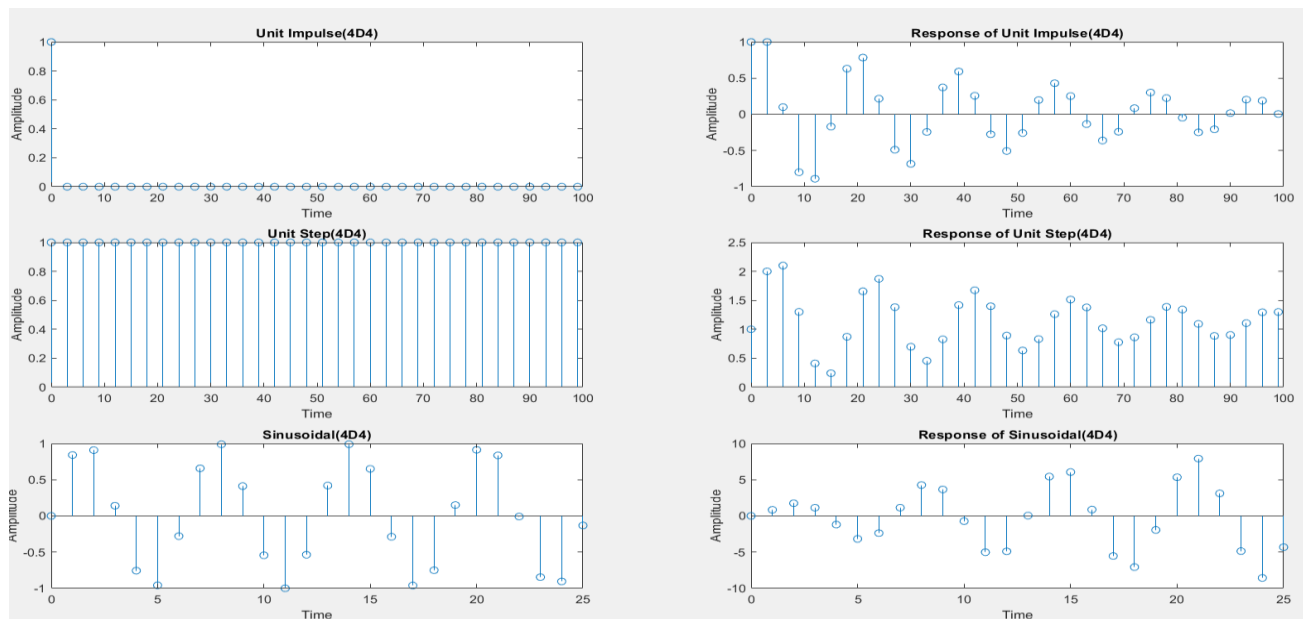 Unit Impulse(4D4)
1
0.8
0.6
0.4
0.2
0
Amplitude
0 10 20 30 40 50 60 70 80 90 100
Time
Response of Unit Impulse(4D4)
1
0.5
0
-0.5
-1
Amplitude
0 10 20 30 40 50 60 70 80 90 100
Time
Unit Step(4D4)
1
0.8
0.6
0.4
0.2
0
Amplitude
0 10 20 30 40 50 60 70 80 90 100
Time
Response of Unit Step(4D4)
2.5
2
1.5
1
0.5
0
Amplitude
0 10 20 30 40 50 60 70 80 90 100
Time
Sinusoidal(4D4)
1
0.5
0
-0.5
-1
Amplitude
0 5 10 15 20 25
Time
Response of Sinusoidal(4D4)
10
5
0
-5
-10
Amplitude
0 5 10 15 20 25
Time